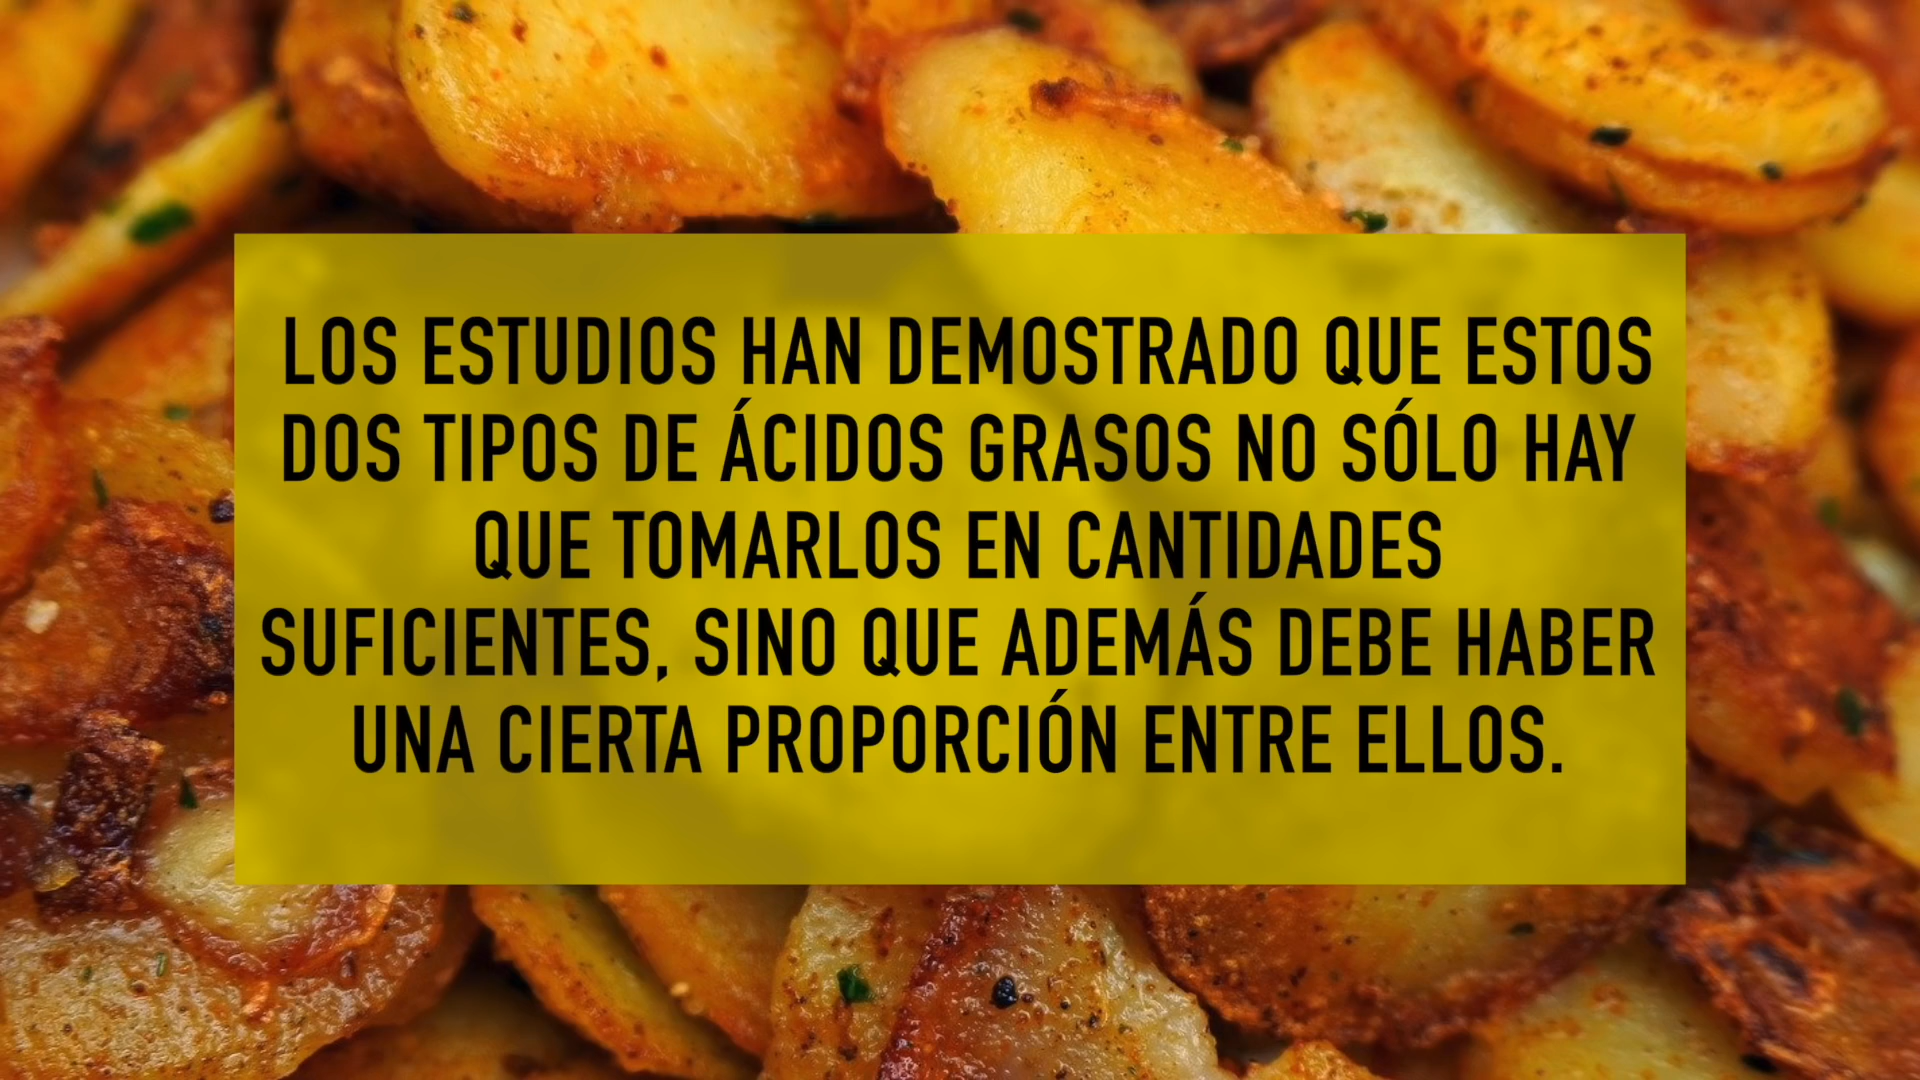 LOS ESTUDIOS HAN DEMOSTRADO QUE ESTOS
DOS TIPOS DE ÁCIDOS GRASOS NO SÓLO HAY
QUE TOMARLOS EN CANTIDADES
SUFICIENTES, SINO QUE ADEMÁS DEBE HABER
UNA CIERTA PROPORCIÓN ENTRE ELLOS.